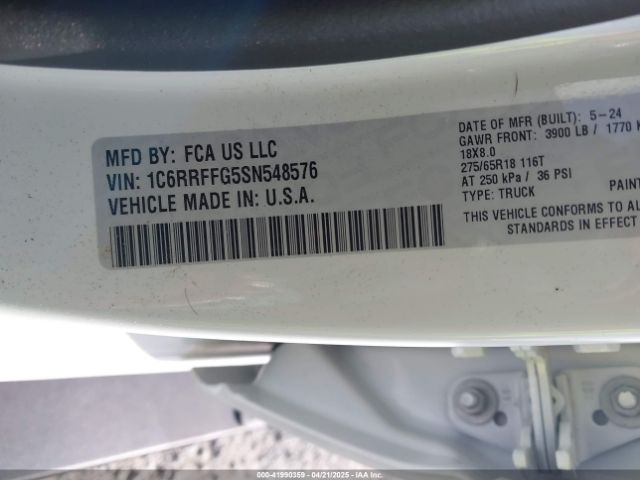 MFD BY: FCA US LLC
VIN: 1C6RRFFG5SN548576
VEHICLE MADE IN: U.S.A.
DATE OF MFR (BUILT): 5-24
GAWR FRONT: 3900 LB / 1770 K
18X8.0
275/65R18 116T
AT 250 kPa / 36 PSI
TYPE: TRUCK
PAIN
THIS VEHICLE CONFORMS TO AL
STANDARDS IN EFFECT
000-41990359 - 04/21/2025 - IAA Inc.